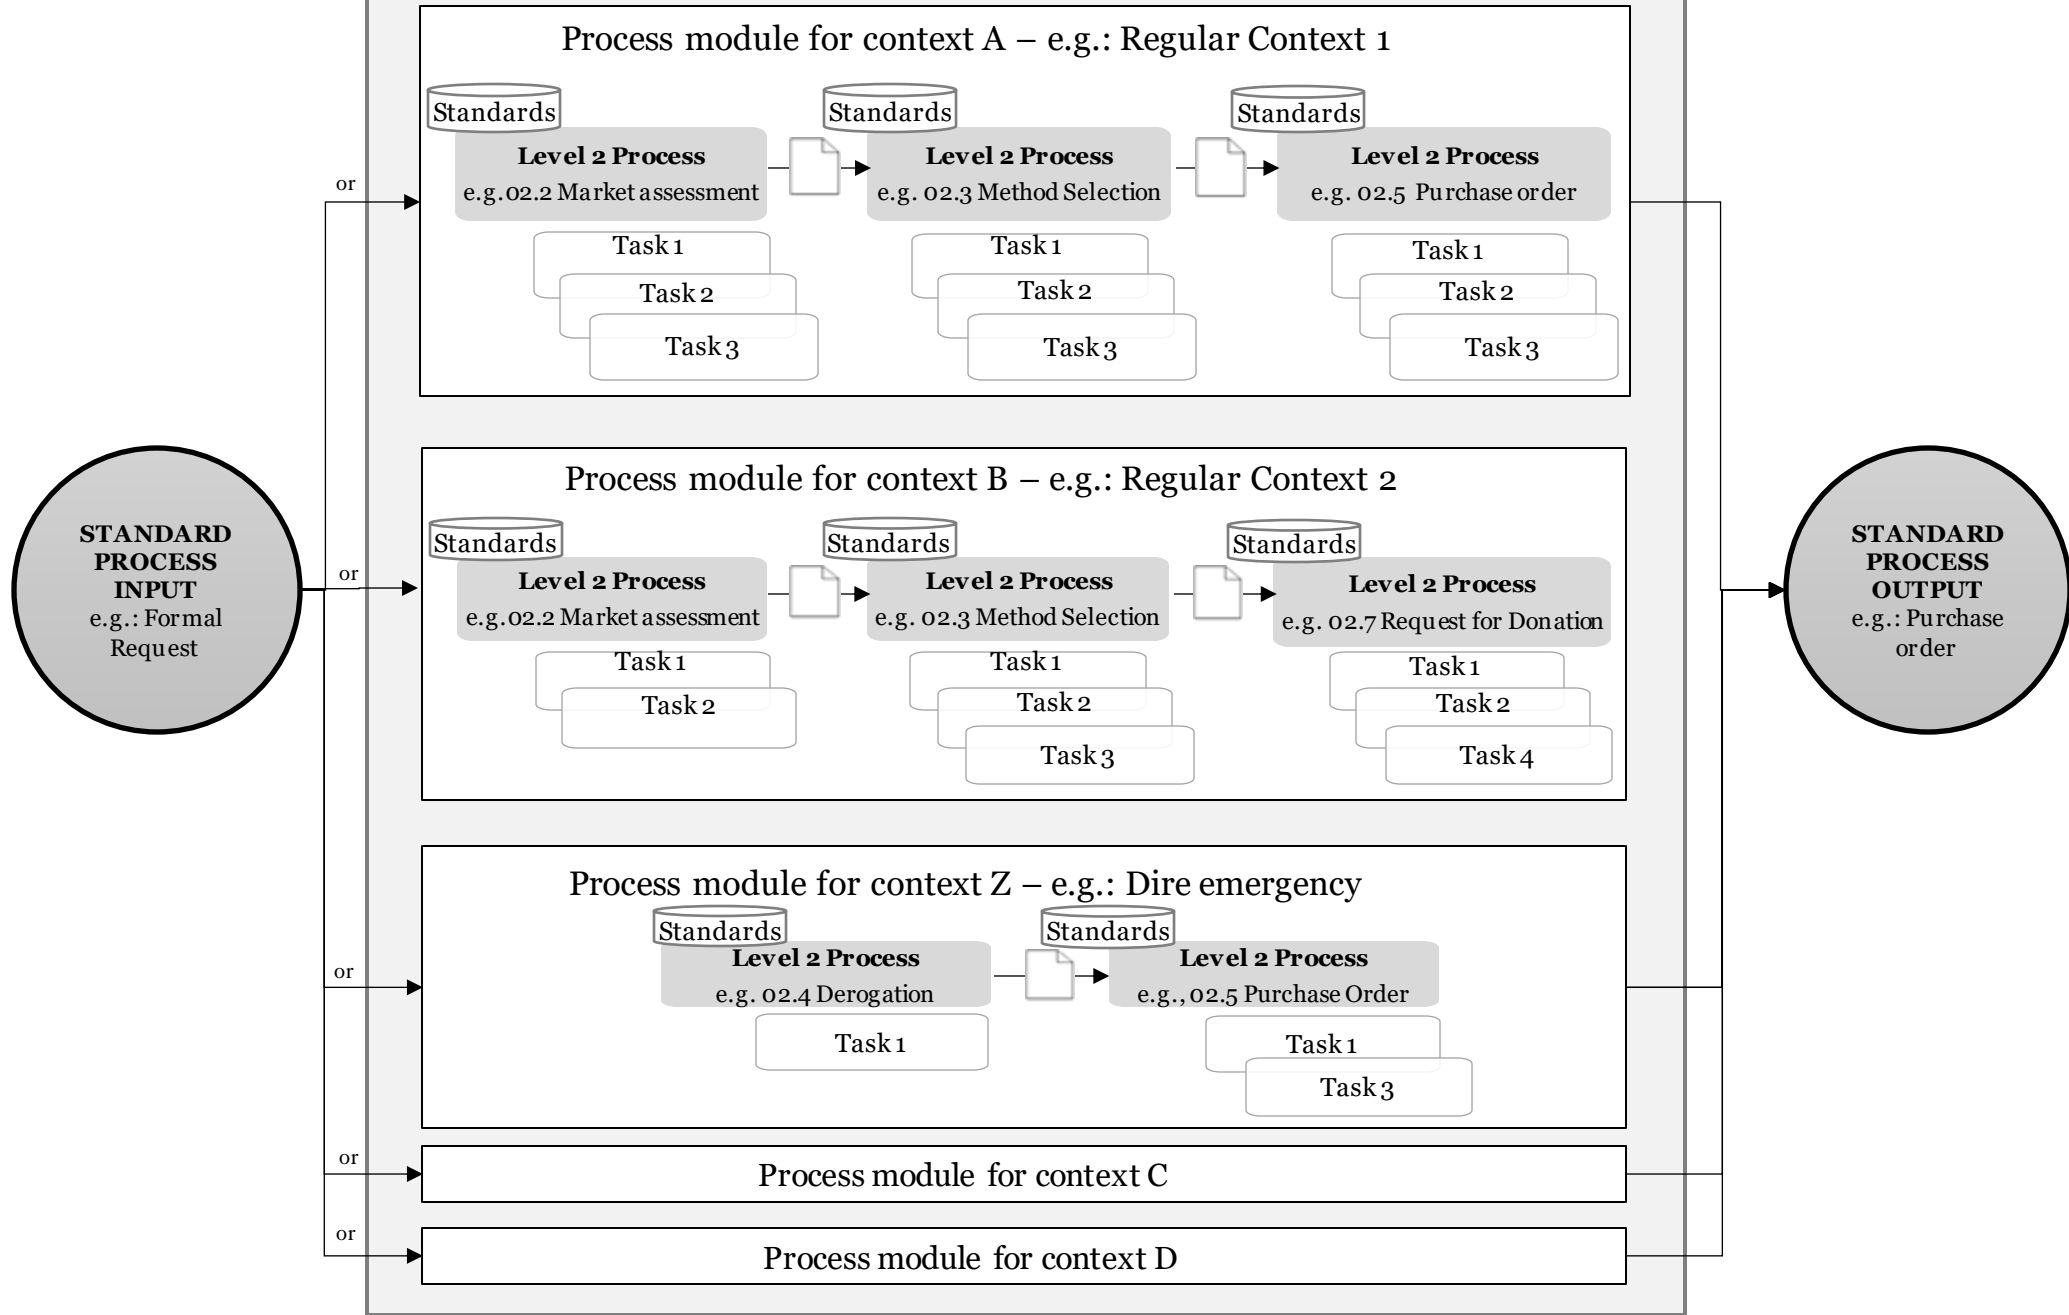 Process module for context A – e.g.: Regular Context 1
Standards
Standards
Standards
Level 2 Process
e.g.02.2 Market assessment
Level 2 Process
e.g. 02.3 Method Selection
Level 2 Process
e.g. 02.5 Purchase order
Task 1
Task 2
Task 3
Task 1
Task 2
Task 3
Task 1
Task 2
Task 3
or
STANDARD
PROCESS
INPUT
e.g.: Formal
Request
or
Process module for context B – e.g.: Regular Context 2
Standards
Standards
Standards
Level 2 Process
e.g.02.2 Market assessment
Level 2 Process
e.g. 02.3 Method Selection
Level 2 Process
e.g. 02.7 Request for Donation
Task 1
Task 2
Task 1
Task 2
Task 3
Task 1
Task 2
Task 4
STANDARD
PROCESS
OUTPUT
e.g.: Purchase
order
or
Process module for context Z – e.g.: Dire emergency
Standards
Standards
Level 2 Process
e.g. 02.4 Derogation
Level 2 Process
e.g., 02.5 Purchase Order
Task 1
Task 1
Task 3
or
Process module for context C
or
Process module for context D